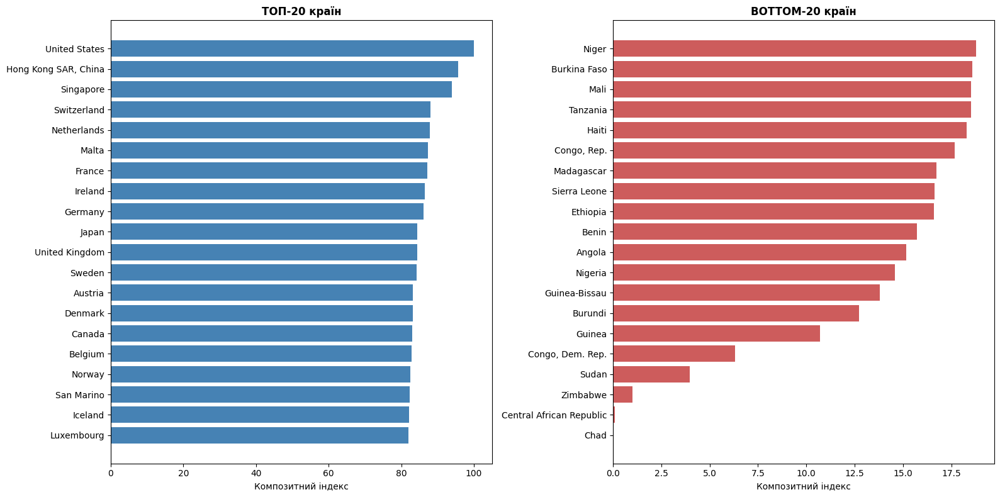 ТОП-20 країн
United States
Hong Kong SAR, China
Singapore
Switzerland
Netherlands
Malta
France
Ireland
Germany
Japan
United Kingdom
Sweden
Austria
Denmark
Canada
Belgium
Norway
San Marino
Iceland
Luxembourg
0 20 40 60 80 100
Композитний індекс
BOTTOM-20 країн
Niger
Burkina Faso
Mali
Tanzania
Haiti
Congo, Rep.
Madagascar
Sierra Leone
Ethiopia
Benin
Angola
Nigeria
Guinea-Bissau
Burundi
Guinea
Congo, Dem. Rep.
Sudan
Zimbabwe
Central African Republic
Chad
0.0 2.5 5.0 7.5 10.0 12.5 15.0 17.5
Композитний індекс